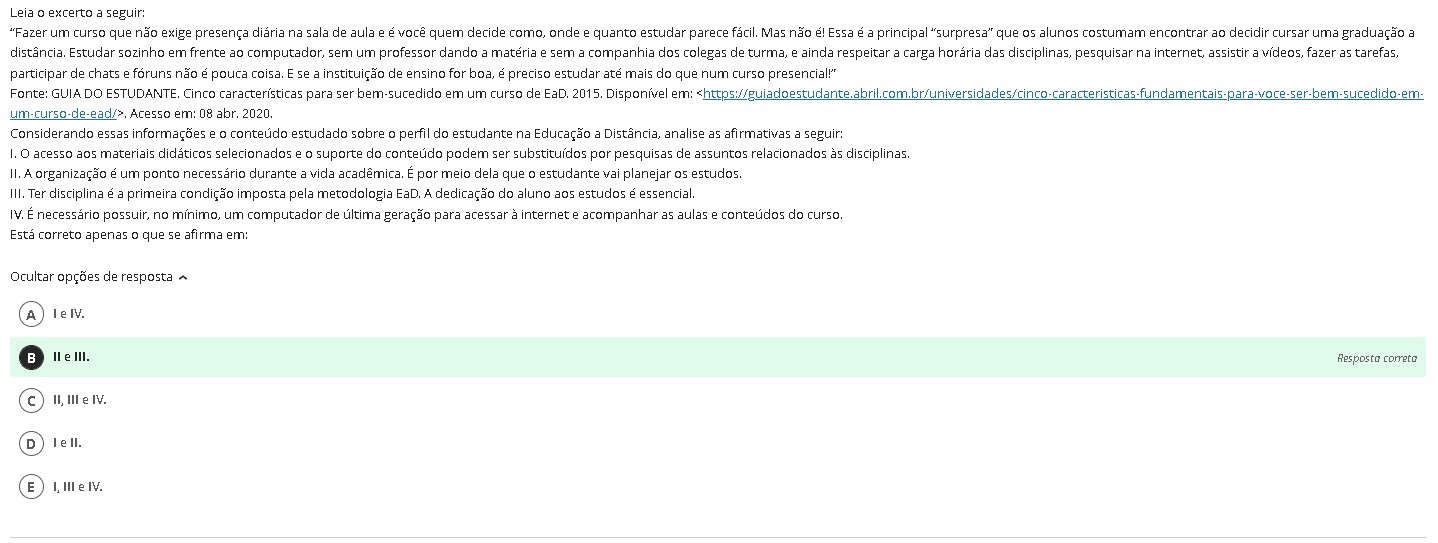 Leia o excerto a seguir:
“Fazer um curso que não exige presença diária na sala de aula e é você quem decide como, onde e quanto estudar parece fácil. Mas não é! Essa é a principal “surpresa” que os alunos costumam encontrar ao decidir cursar uma graduação a
distância. Estudar sozinho em frente ao computador, sem um professor dando a matéria e sem a companhia dos colegas de turma, e ainda respeitar a carga horária das disciplinas, pesquisar na internet, assistir a vídeos, fazer as tarefas,
participar de chats e fóruns não é pouca coisa. E se a instituição de ensino for boa, é preciso estudar até mais do que num curso presencial!”
Fonte: GUIA DO ESTUDANTE. Cinco características para ser bem-sucedido em um curso de EaD. 2015. Disponível em: <https://guiadoestudante.abril.com.br/universidades/cinco-caracteristicas-fundamentais-para-voce-ser-bem-sucedido-em-
um-curso-de-ead/>. Acesso em: 08 abr. 2020.
Considerando essas informações e o conteúdo estudado sobre o perfil do estudante na Educação a Distância, analise as afirmativas a seguir:
I. O acesso aos materiais didáticos selecionados e o suporte do conteúdo podem ser substituídos por pesquisas de assuntos relacionados às disciplinas.
II. A organização é um ponto necessário durante a vida acadêmica. É por meio dela que o estudante vai planejar os estudos.
III. Ter disciplina é a primeira condição imposta pela metodologia EaD. A dedicação do aluno aos estudos é essencial.
IV. É necessário possuir, no mínimo, um computador de última geração para acessar à internet e acompanhar as aulas e conteúdos do curso.
Está correto apenas o que se afirma em:
Ocultar opções de resposta
A I e IV.
B II e III. Resposta correta
C II, III e IV.
D I e II.
E I, III e IV.